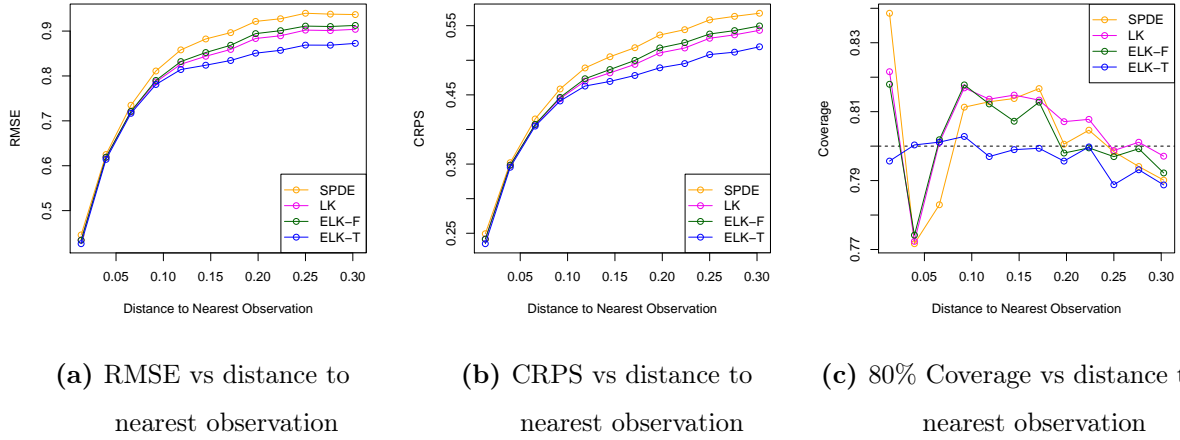 RMSE
0.5 0.6 0.7 0.8 0.9
0.05 0.10 0.15 0.20 0.25 0.30
Distance to Nearest Observation
SPDE
LK
ELK−F
ELK−T
CRPS
0.25 0.35 0.45 0.55
0.05 0.10 0.15 0.20 0.25 0.30
Distance to Nearest Observation
SPDE
LK
ELK−F
ELK−T
Coverage
0.77 0.79 0.81 0.83
0.05 0.10 0.15 0.20 0.25 0.30
Distance to Nearest Observation
SPDE
LK
ELK−F
ELK−T
(a) RMSE vs distance to
nearest observation
(b) CRPS vs distance to
nearest observation
(c) 80% Coverage vs distance t
nearest observation